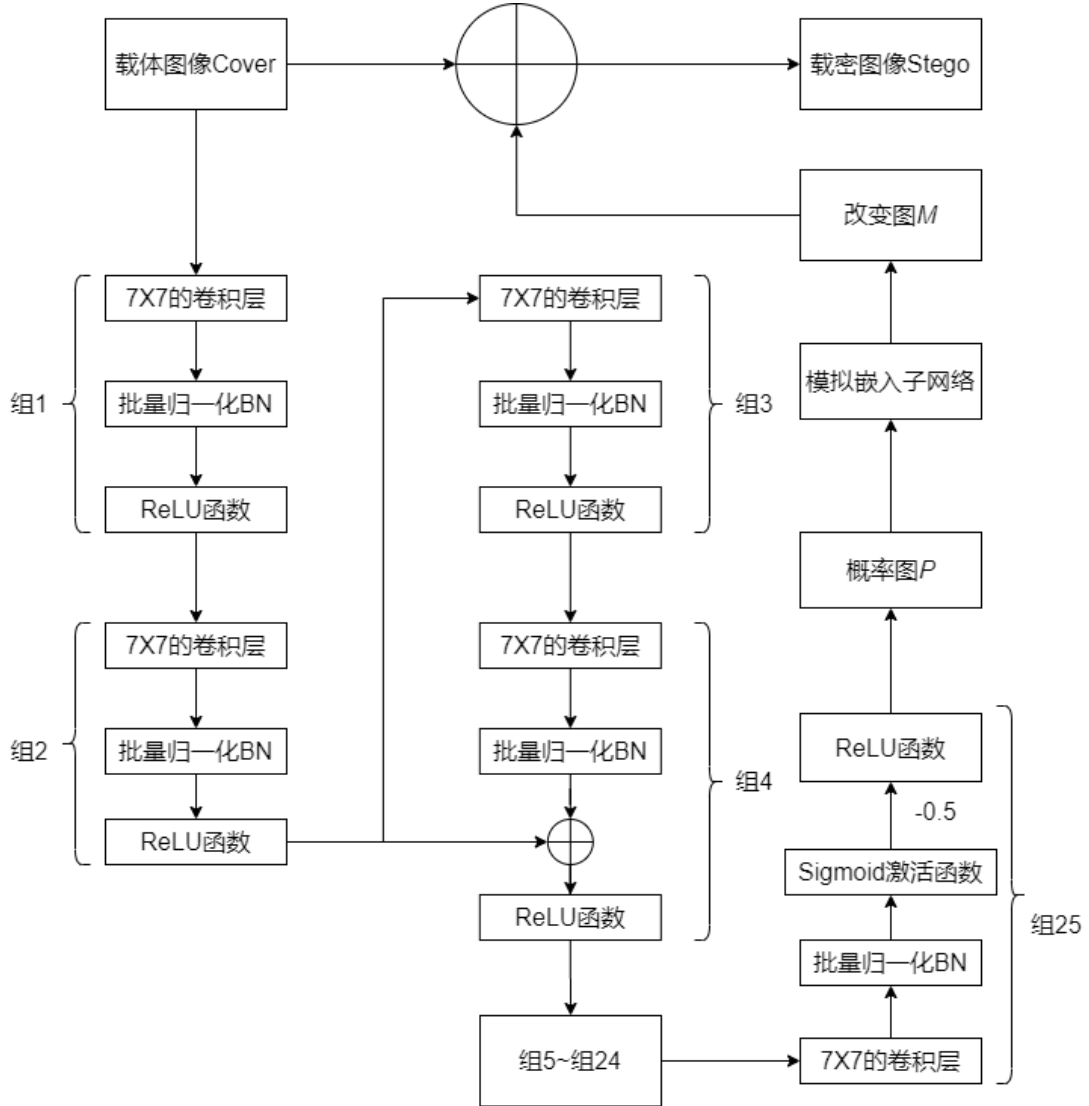 载体图像Cover
载密图像Stego
改变图M
7X7的卷积层
批量归一化BN
ReLU函数
组1
7X7的卷积层
批量归一化BN
ReLU函数
组2
7X7的卷积层
批量归一化BN
ReLU函数
组3
7X7的卷积层
批量归一化BN
ReLU函数
组4
组5~组24
模拟嵌入子网络
概率图P
ReLU函数
-0.5
Sigmoid激活函数
批量归一化BN
7X7的卷积层
组25